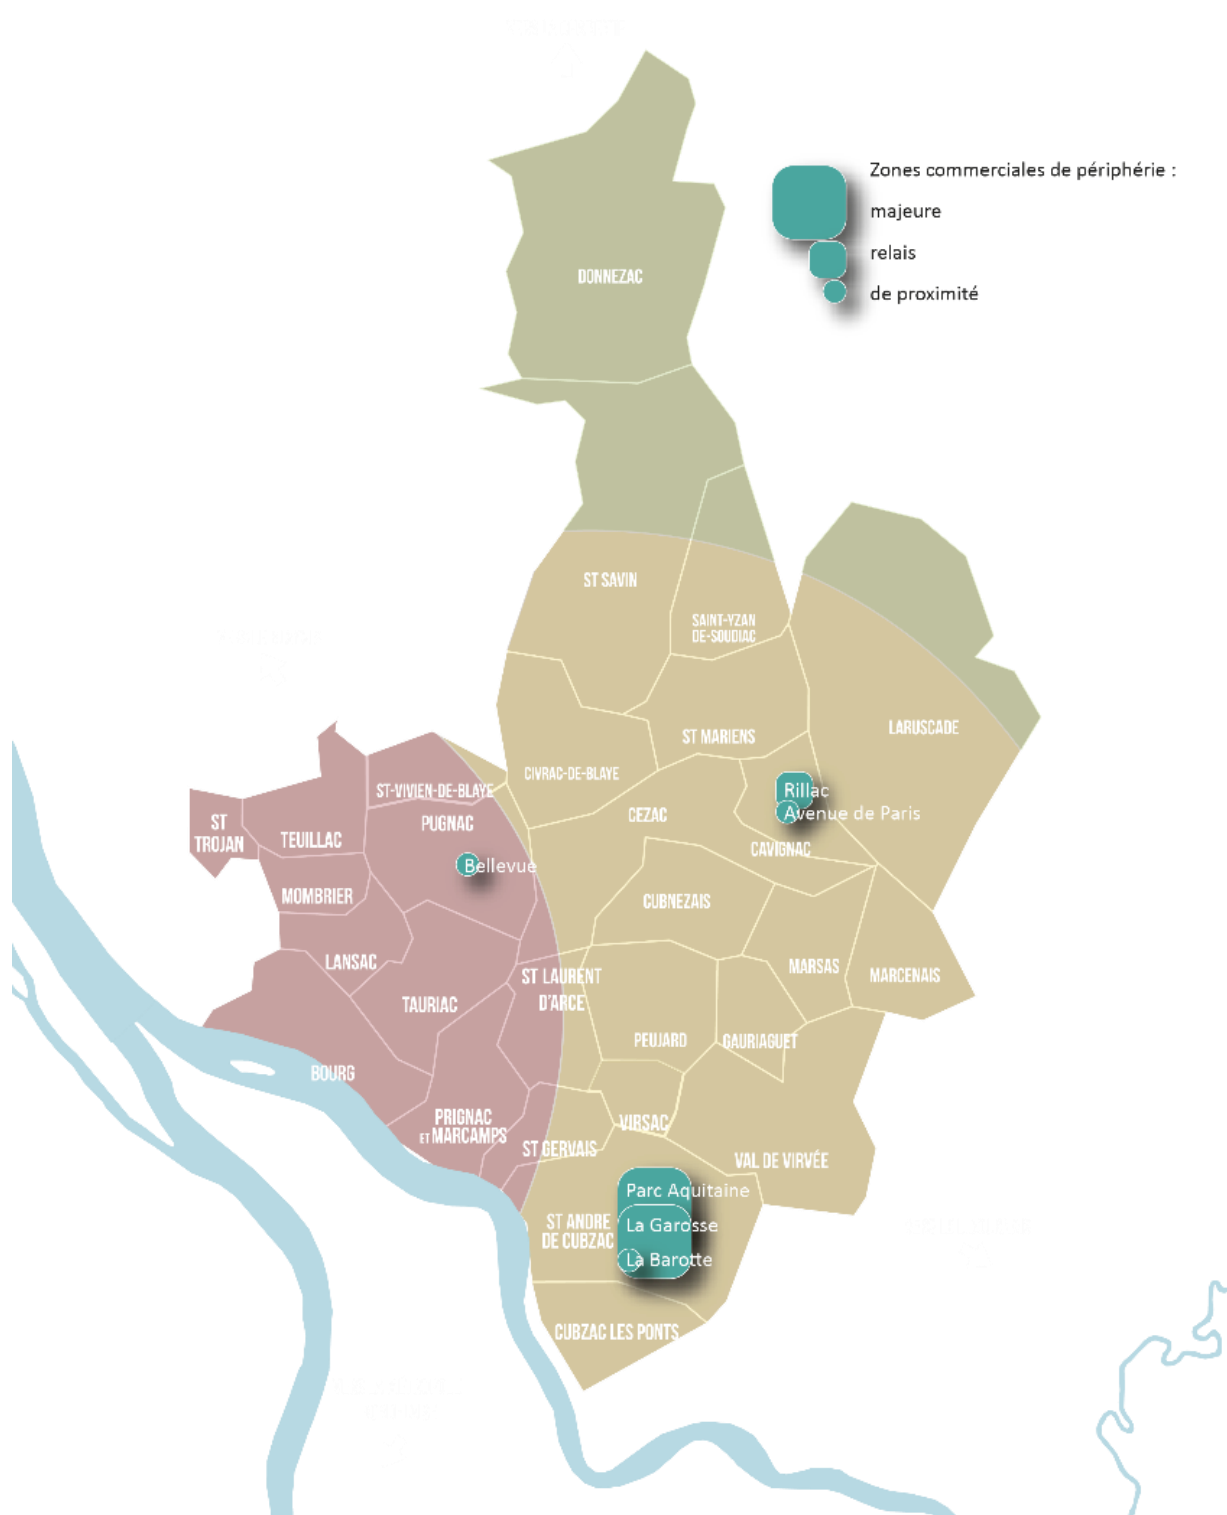 Zones commerciales de périphérie :
majeure
relais
de proximité
DONNEZAC
ST SAVIN
SAINT-YZAN
DE-SOUDIAC
LARUSCADE
ST MARIENS
CIVRAC-DE-BLAYE
ST-VIVIEN-DE-BLAYE
Rillac
Avenue de Paris
CEZAC
PUGNAC
ST
TROJAN
TEUILLAC
CAVIGNAC
Bellevue
MOMBRIER
CUBNEZAIS
LANSAC
MARSAS
MARCENAIS
ST LAURENT
D'ARCE
TAURIAC
PEUJARD
GAURIAGUET
BOURG
PRIGNAC
ET MARCAMPS
VIRSAC
ST GERVAIS
VAL DE VIRVÉE
Parc Aquitaine
ST ANDRE
DE CUBZAC
La Garosse
La Barotte
CUBZAC LES PONTS